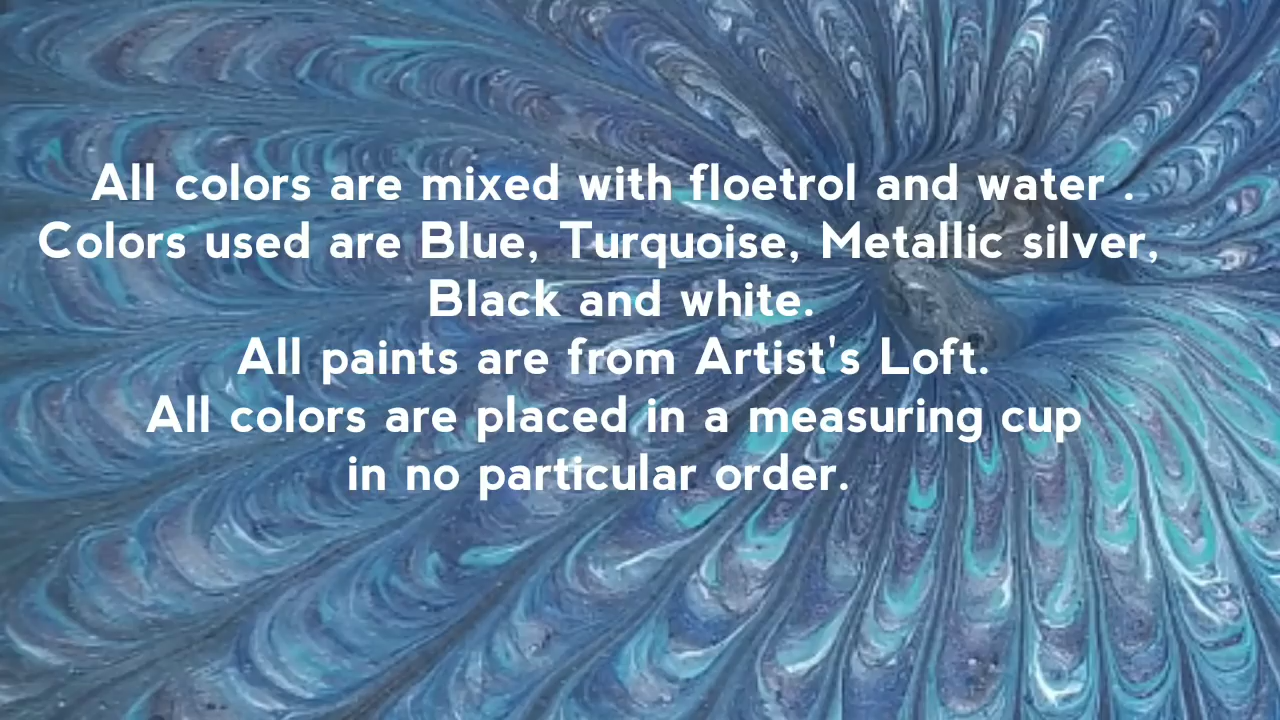 All colors are mixed with floetrol and water .
Colors used are Blue, Turquoise, Metallic silver,
Black and white.
All paints are from Artist's Loft.
All colors are placed in a measuring cup
in no particular order.